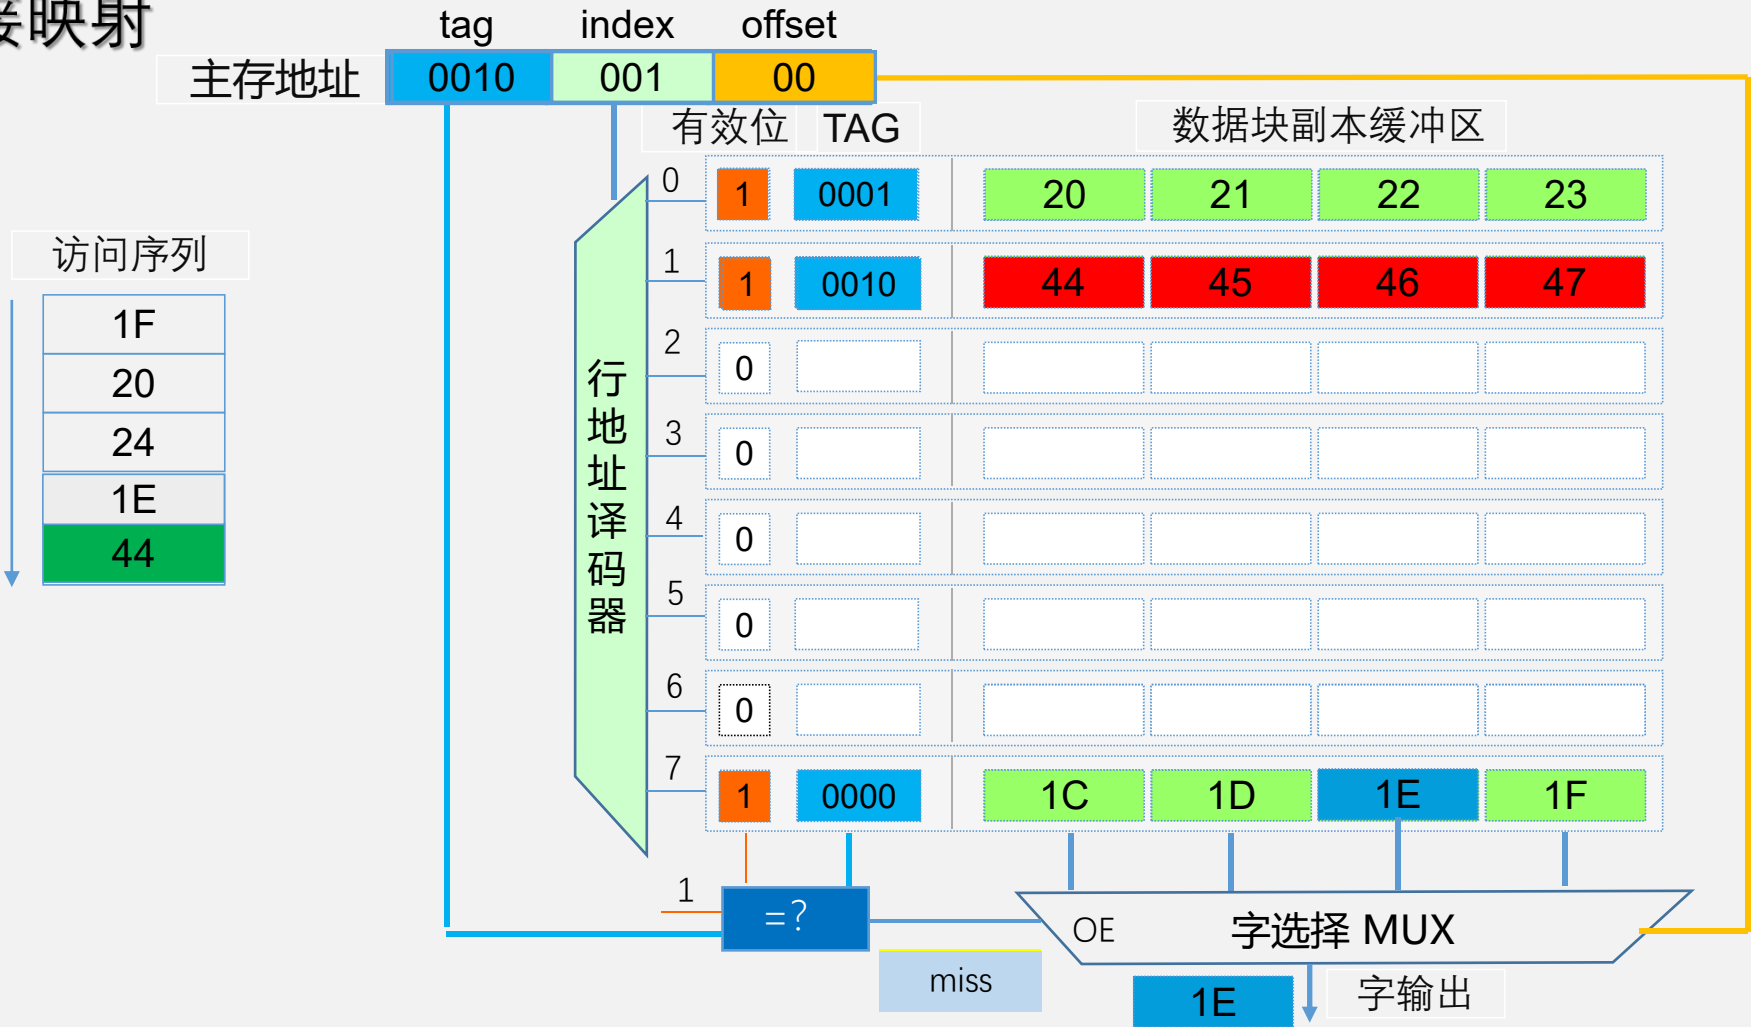 接映射
tag index offset
主存地址 0010 001 00
有效位 TAG 数据块副本缓冲区
0 1 0001 20 21 22 23
访问序列
1 1 0010 44 45 46 47
1F
20
24
1E
44
行地址译码器
2 0
3 0
4 0
5 0
6 0
7 1 0000 1C 1D 1E 1F
1 =? OE 字选择 MUX
miss
1E 字输出